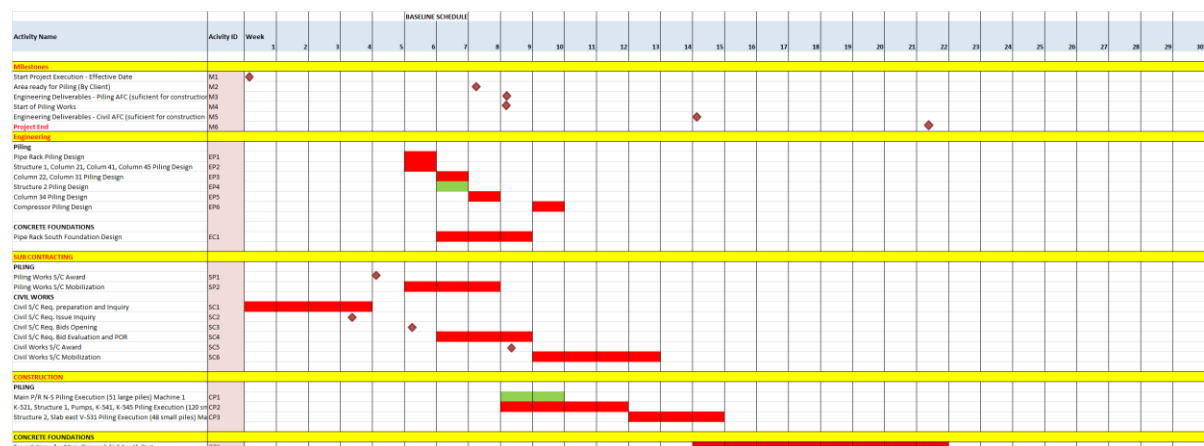 BASELINE SCHEDULE
Activity Name Acivity ID Week
1 2 3 4 5 6 7 8 9 10 11 12 13 14 15 16 17 18 19 20 21 22 23 24 25 26 27 28 29 30
Milestones
Start Project Execution - Effective Date M1
Area ready for Piling (By Client) M2
Engineering Deliverables - Piling AFC (suficient for construction M3
Start of Piling Works M4
Engineering Deliverables - Civil AFC (suficient for construction M5
Project End M6
Engineering
Piling
Pipe Rack Piling Design EP1
Structure 1, Column 21, Colum 41, Column 45 Piling Design EP2
Column 22, Column 31 Piling Design EP3
Structure 2 Piling Design EP4
Column 34 Piling Design EP5
Compressor Piling Design EP6
CONCRETE FOUNDATIONS
Pipe Rack South Foundation Design EC1
SUB CONTRACTING
PILING
Piling Works S/C Award SP1
Piling Works S/C Mobilization SP2
CIVIL WORKS
Civil S/C Req. preparation and Inquiry SC1
Civil S/C Req. Issue Inquiry SC2
Civil S/C Req. Bids Opening SC3
Civil S/C Req. Bid Evaluation and POR SC4
Civil Works S/C Award SC5
Civil Works S/C Mobilization SC6
CONSTRUCTION
PILING
Main P/R N-S Piling Execution (51 large piles) Machine 1 CP1
K-521, Structure 1, Pumps, K-541, K-545 Piling Execution (120 sm CP2
Structure 2, Slab east V-531 Piling Execution (48 small piles) Ma CP3
CONCRETE FOUNDATIONS